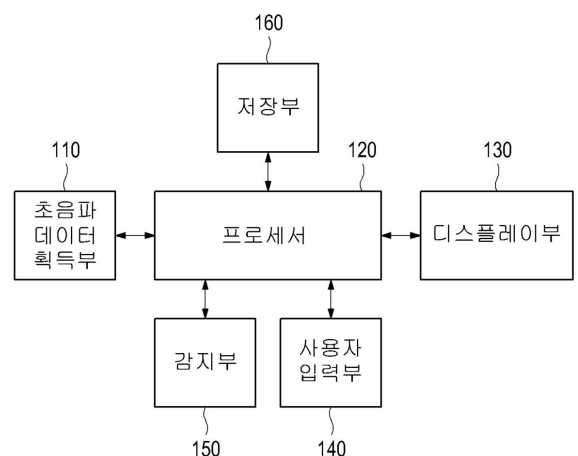 160
저장부
110
120
130
초음파
데이터
획득부
프로세서
디스플레이부
감지부
사용자
입력부
150
140